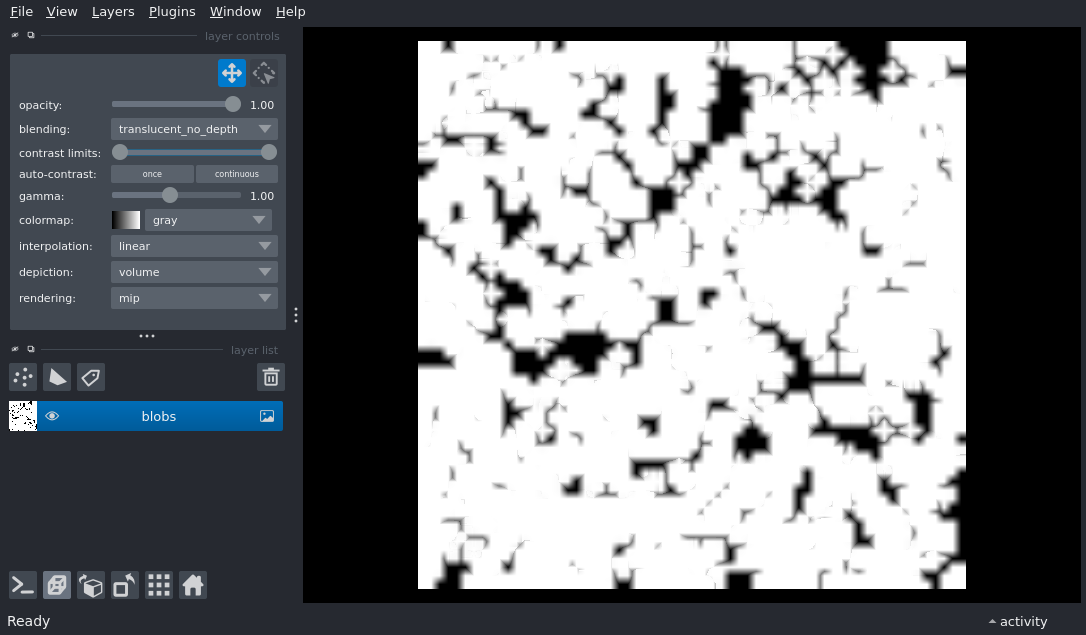 File View Layers Plugins Window Help
layer controls
opacity: 1.00
blending: translucent_no_depth
contrast limits:
auto-contrast: once continuous
gamma: 1.00
colormap: gray
interpolation: linear
depiction: volume
rendering: mip
layer list
blobs
Ready activity